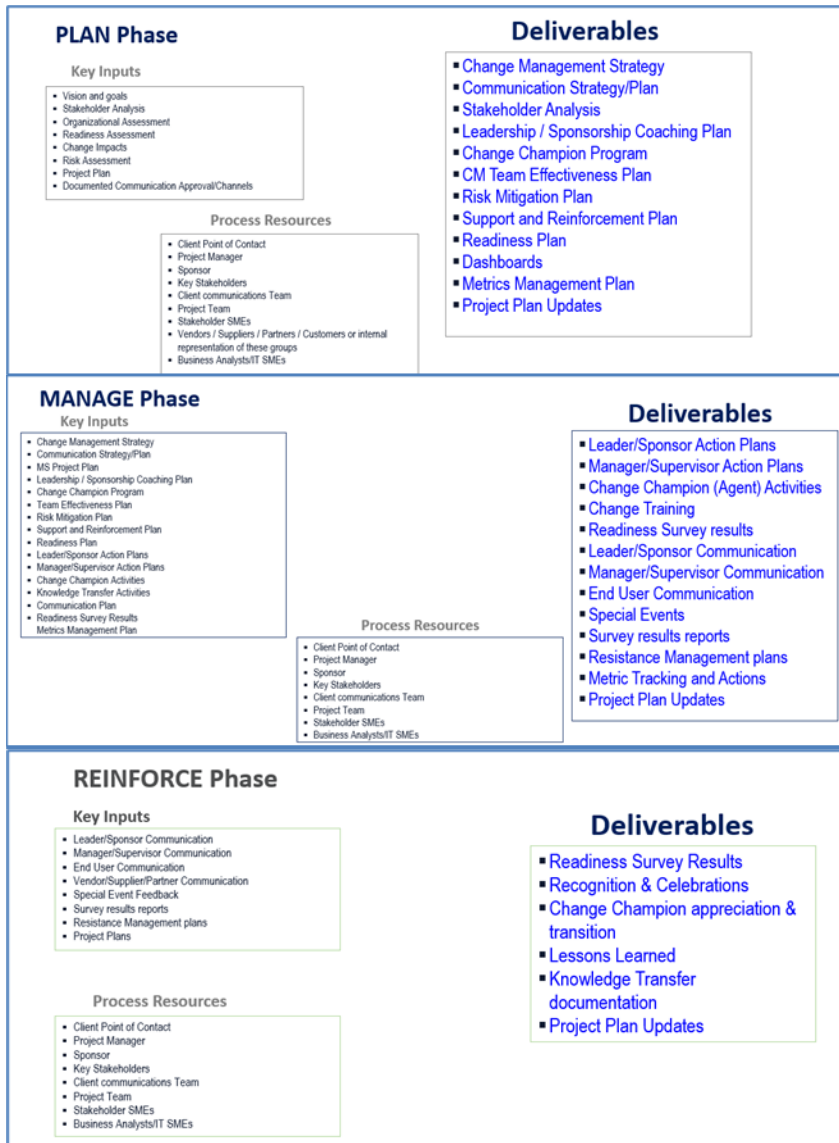 PLAN Phase
Key Inputs
▪ Vision and goals
▪ Stakeholder Analysis
▪ Organizational Assessment
▪ Readiness Assessment
▪ Change Impacts
▪ Risk Assessment
▪ Project Plan
▪ Documented Communication Approval/Channels
Process Resources
▪ Client Point of Contact
▪ Project Manager
▪ Sponsor
▪ Key Stakeholders
▪ Client communications Team
▪ Project Team
▪ Stakeholder SMEs
▪ Vendors / Suppliers / Partners / Customers or internal
representation of these groups
▪ Business Analysts/IT SMEs
Deliverables
▪ Change Management Strategy
▪ Communication Strategy/Plan
▪ Stakeholder Analysis
▪ Leadership / Sponsorship Coaching Plan
▪ Change Champion Program
▪ CM Team Effectiveness Plan
▪ Risk Mitigation Plan
▪ Support and Reinforcement Plan
▪ Readiness Plan
▪ Dashboards
▪ Metrics Management Plan
▪ Project Plan Updates
MANAGE Phase
Key Inputs
▪ Change Management Strategy
▪ Communication Strategy/Plan
▪ MS Project Plan
▪ Leadership / Sponsorship Coaching Plan
▪ Change Champion Program
▪ Team Effectiveness Plan
▪ Risk Mitigation Plan
▪ Support and Reinforcement Plan
▪ Readiness Plan
▪ Leader/Sponsor Action Plans
▪ Manager/Supervisor Action Plans
▪ Change Champion Activities
▪ Knowledge Transfer Activities
▪ Communication Plan
▪ Readiness Survey Results
Metrics Management Plan
Process Resources
▪ Client Point of Contact
▪ Project Manager
▪ Sponsor
▪ Key Stakeholders
▪ Client communications Team
▪ Project Team
▪ Stakeholder SMEs
▪ Business Analysts/IT SMEs
Deliverables
▪ Leader/Sponsor Action Plans
▪ Manager/Supervisor Action Plans
▪ Change Champion (Agent) Activities
▪ Change Training
▪ Readiness Survey results
▪ Leader/Sponsor Communication
▪ Manager/Supervisor Communication
▪ End User Communication
▪ Special Events
▪ Survey results reports
▪ Resistance Management plans
▪ Metric Tracking and Actions
▪ Project Plan Updates
REINFORCE Phase
Key Inputs
▪ Leader/Sponsor Communication
▪ Manager/Supervisor Communication
▪ End User Communication
▪ Vendor/Supplier/Partner Communication
▪ Special Event Feedback
▪ Survey results reports
▪ Resistance Management plans
▪ Project Plans
Process Resources
▪ Client Point of Contact
▪ Project Manager
▪ Sponsor
▪ Key Stakeholders
▪ Client communications Team
▪ Project Team
▪ Stakeholder SMEs
▪ Business Analysts/IT SMEs
Deliverables
▪ Readiness Survey Results
▪ Recognition & Celebrations
▪ Change Champion appreciation &
transition
▪ Lessons Learned
▪ Knowledge Transfer
documentation
▪ Project Plan Updates